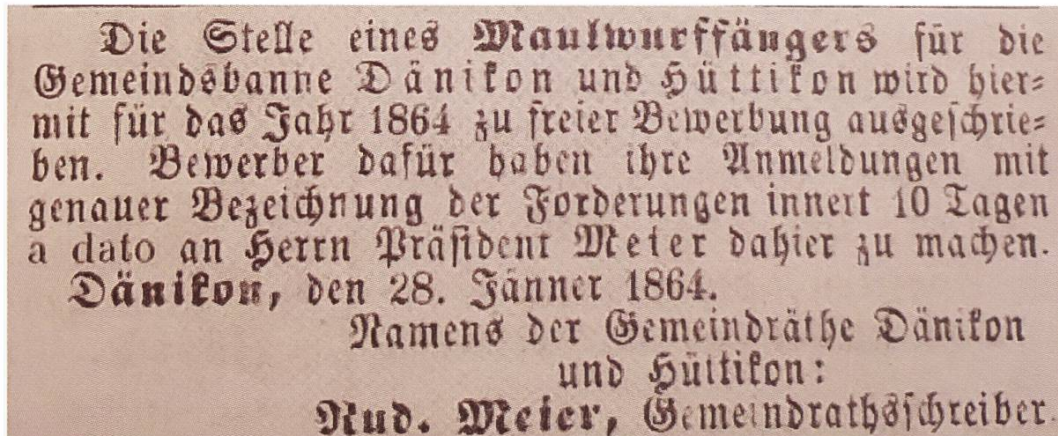 Die Stelle eines Maulwurffängers für die
Gemeindsbanne Dänikon und Hüttikon wird hier=
mit für das Jahr 1864 zu freier Bewerbung ausgeschrie=
ben. Bewerber dafür haben ihre Anmeldungen mit
genauer Bezeichnung der Forderungen innert 10 Tagen
a dato an Herrn Präsident Meier dahier zu machen.
Dänikon, den 28. Jänner 1864.
Namens der Gemeindräthe Dänikon
und Hüttikon:
Rud. Meier, Gemeindrathsschreiber